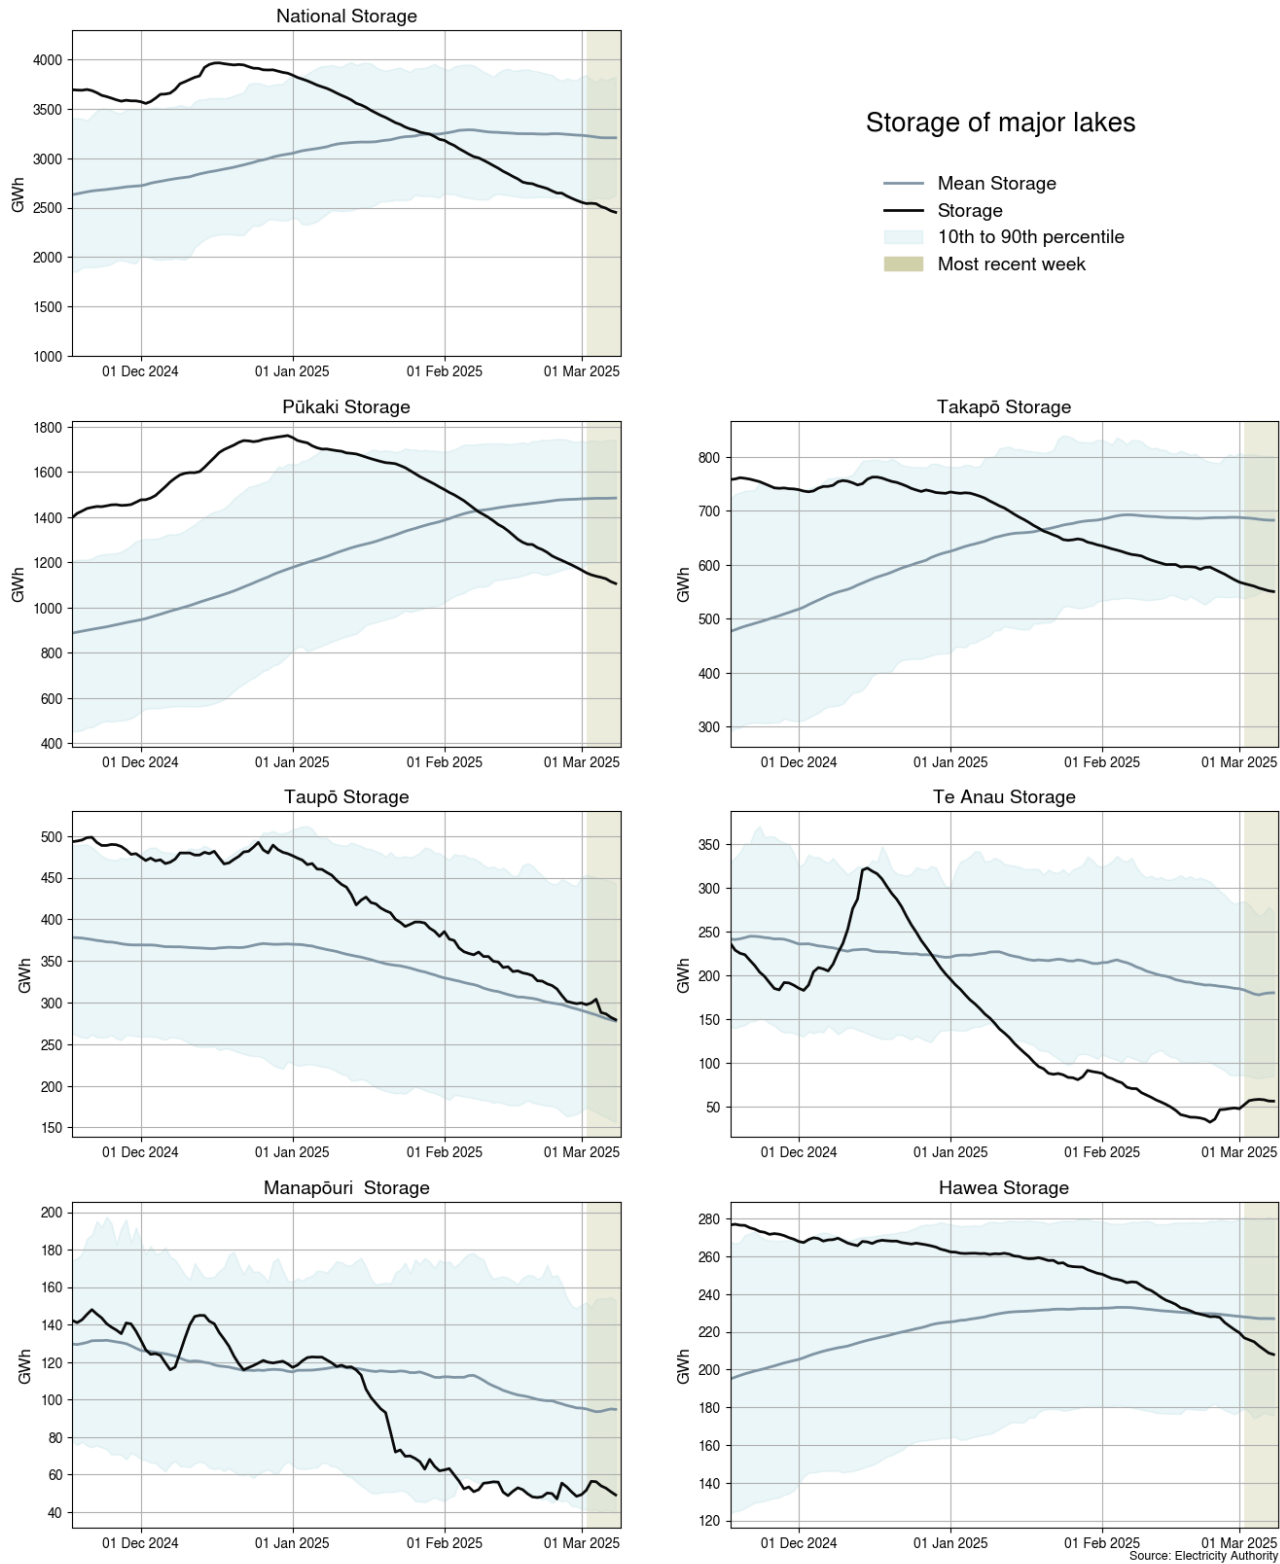 National Storage
GWh
4000
3500
3000
2500
2000
1500
1000
01 Dec 2024 01 Jan 2025 01 Feb 2025 01 Mar 2025
Storage of major lakes
Mean Storage
Storage
10th to 90th percentile
Most recent week
Pūkaki Storage
GWh
1800
1600
1400
1200
1000
800
600
400
01 Dec 2024 01 Jan 2025 01 Feb 2025 01 Mar 2025
Takapō Storage
GWh
800
700
600
500
400
300
01 Dec 2024 01 Jan 2025 01 Feb 2025 01 Mar 2025
Taupō Storage
GWh
500
450
400
350
300
250
200
150
01 Dec 2024 01 Jan 2025 01 Feb 2025 01 Mar 2025
Te Anau Storage
GWh
350
300
250
200
150
100
50
01 Dec 2024 01 Jan 2025 01 Feb 2025 01 Mar 2025
Manapōuri  Storage
GWh
200
180
160
140
120
100
80
60
40
01 Dec 2024 01 Jan 2025 01 Feb 2025 01 Mar 2025
Hawea Storage
GWh
280
260
240
220
200
180
160
140
120
01 Dec 2024 01 Jan 2025 01 Feb 2025 01 Mar 2025
Source: Electricity Authority